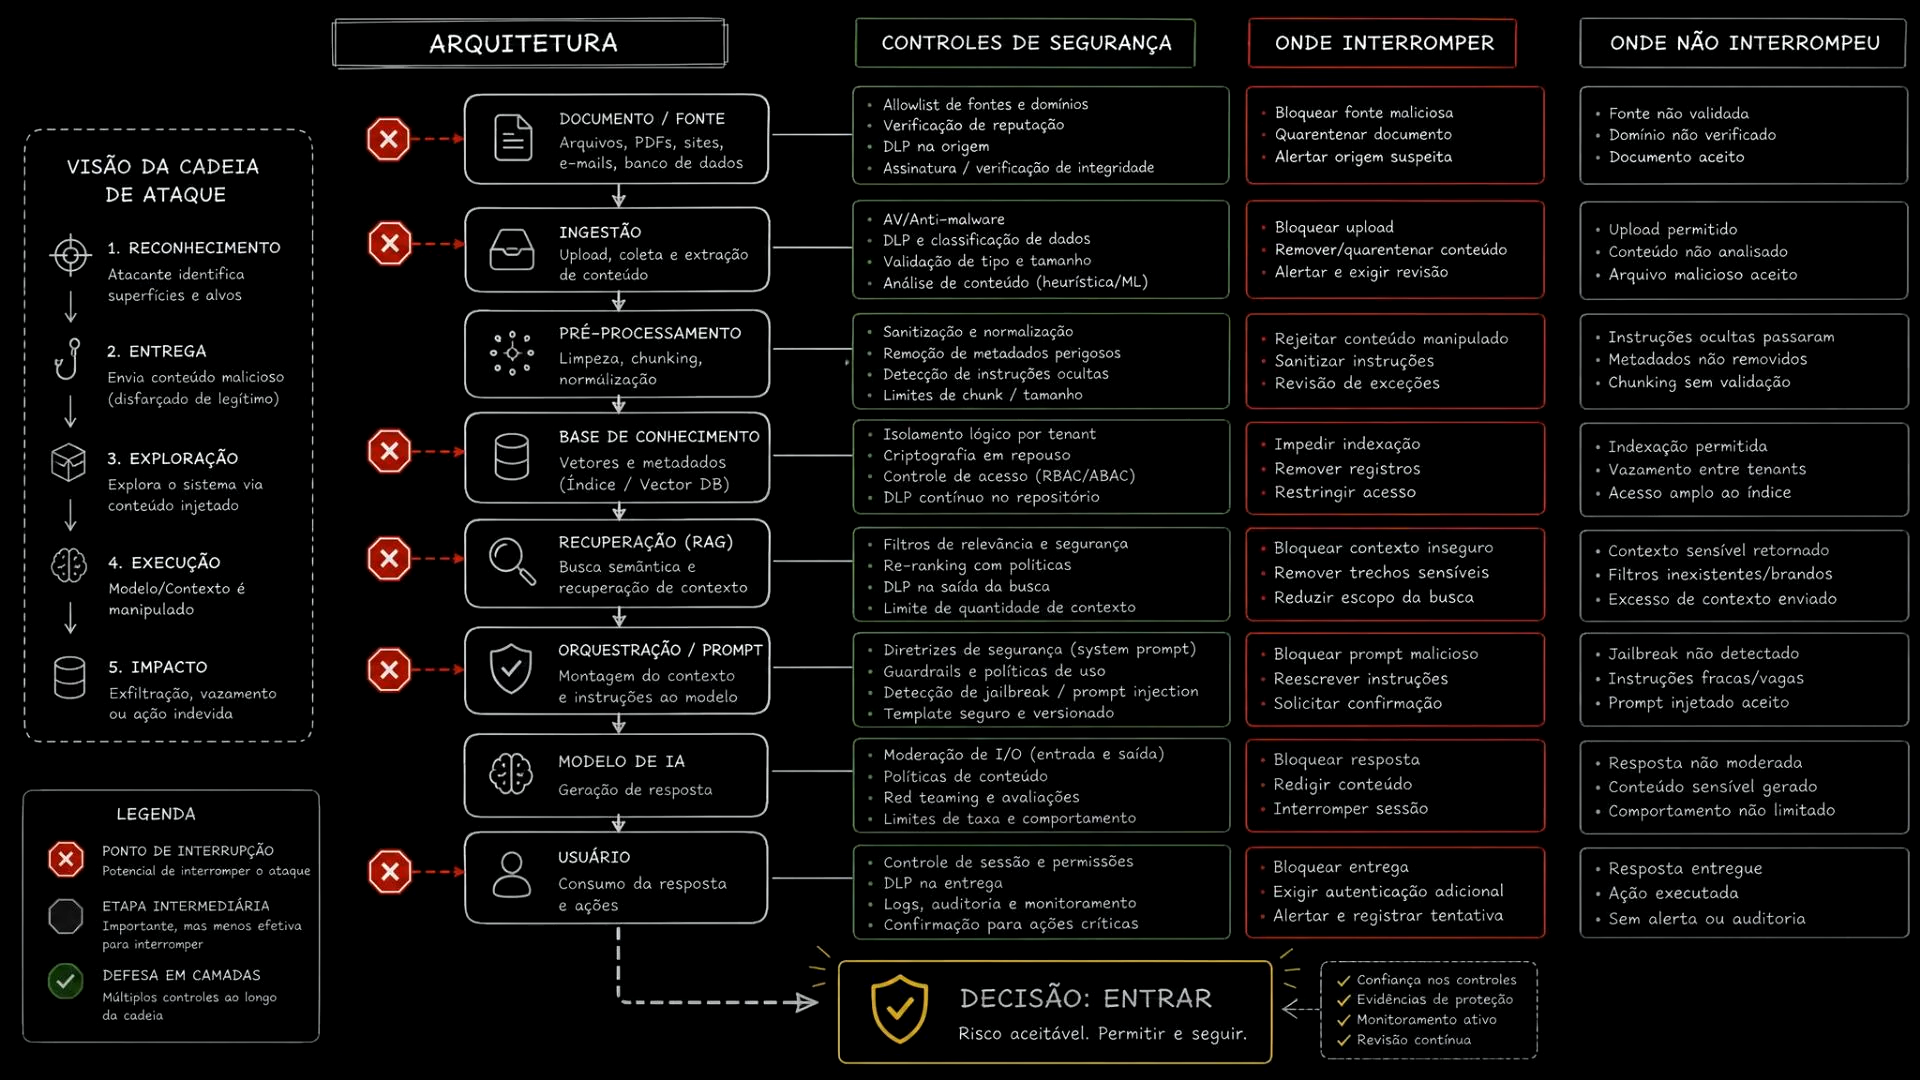 ARQUITETURA
CONTROLES DE SEGURANÇA
ONDE INTERROMPER
ONDE NÃO INTERROMPEU
VISÃO DA CADEIA
DE ATAQUE
1. RECONHECIMENTO
Atacante identifica
superfícies e alvos
2. ENTREGA
Envia conteúdo malicioso
(disfarçado de legítimo)
3. EXPLORAÇÃO
Explora o sistema via
conteúdo injetado
4. EXECUÇÃO
Modelo/Contexto é
manipulado
5. IMPACTO
Exfiltração, vazamento
ou ação indevida
LEGENDA
PONTO DE INTERRUPÇÃO
Potencial de interromper o ataque
ETAPA INTERMEDIÁRIA
Importante, mas menos efetiva
para interromper
DEFESA EM CAMADAS
Múltiplos controles ao longo
da cadeia
DOCUMENTO / FONTE
Arquivos, PDFs, sites,
e-mails, banco de dados
• Allowlist de fontes e domínios
• Verificação de reputação
• DLP na origem
• Assinatura / verificação de integridade
• Bloquear fonte maliciosa
• Quarentenar documento
• Alertar origem suspeita
• Fonte não validada
• Domínio não verificado
• Documento aceito
INGESTÃO
Upload, coleta e extração
de conteúdo
• AV/Anti-malware
• DLP e classificação de dados
• Validação de tipo e tamanho
• Análise de conteúdo (heurística/ML)
• Bloquear upload
• Remover/quarentenar conteúdo
• Alertar e exigir revisão
• Upload permitido
• Conteúdo não analisado
• Arquivo malicioso aceito
PRÉ-PROCESSAMENTO
Limpeza, chunking,
normálização
• Sanitização e normalização
• Remoção de metadados perigosos
• Detecção de instruções ocultas
• Limites de chunk / tamanho
• Rejeitar conteúdo manipulado
• Sanitizar instruções
• Revisão de exceções
• Instruções ocultas passaram
• Metadados não removidos
• Chunking sem validação
BASE DE CONHECIMENTO
Vetores e metadados
(Índice / Vector DB)
• Isolamento lógico por tenant
• Criptografia em repouso
• Controle de acesso (RBAC/ABAC)
• DLP contínuo no repositório
• Impedir indexação
• Remover registros
• Restringir acesso
• Indexação permitida
• Vazamento entre tenants
• Acesso amplo ao índice
RECUPERAÇÃO (RAG)
Busca semântica e
recuperação de contexto
• Filtros de relevância e segurança
• Re-ranking com políticas
• DLP na saída da busca
• Limite de quantidade de contexto
• Bloquear contexto inseguro
• Remover trechos sensíveis
• Reduzir escopo da busca
• Contexto sensível retornado
• Filtros inexistentes/brandos
• Excesso de contexto enviado
ORQUESTRAÇÃO / PROMPT
Montagem do contexto
e instruções ao modelo
• Diretrizes de segurança (system prompt)
• Guardrails e políticas de uso
• Detecção de jailbreak / prompt injection
• Template seguro e versionado
• Bloquear prompt malicioso
• Reescrever instruções
• Solicitar confirmação
• Jailbreak não detectado
• Instruções fracas/vagas
• Prompt injetado aceito
MODELO DE IA
Geração de resposta
• Moderação de I/O (entrada e saída)
• Políticas de conteúdo
• Red teaming e avaliações
• Limites de taxa e comportamento
• Bloquear resposta
• Redigir conteúdo
• Interromper sessão
• Resposta não moderada
• Conteúdo sensível gerado
• Comportamento não limitado
USUÁRIO
Consumo da resposta
e ações
• Controle de sessão e permissões
• DLP na entrega
• Logs, auditoria e monitoramento
• Confirmação para ações críticas
• Bloquear entrega
• Exigir autenticação adicional
• Alertar e registrar tentativa
• Resposta entregue
• Ação executada
• Sem alerta ou auditoria
DECISÃO: ENTRAR
Risco aceitável. Permitir e seguir.
✓ Confiança nos controles
✓ Evidências de proteção
✓ Monitoramento ativo
✓ Revisão contínua